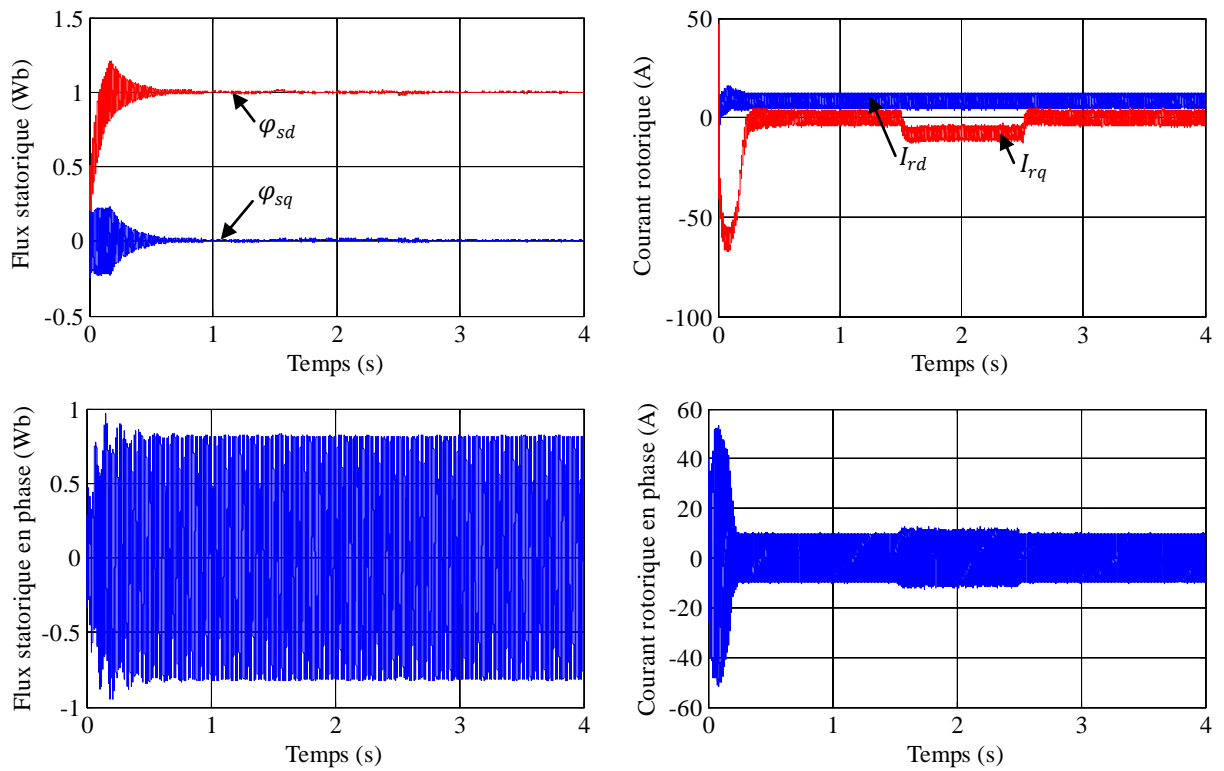 Flux statorique (Wb)
1.5
1
0.5
0
-0.5
φsd
φsq
0 1 2 3 4
Temps (s)
Courant rotorique (A)
50
0
-50
-100
Ird
Irq
0 1 2 3 4
Temps (s)
Flux statorique en phase (Wb)
1
0.5
0
-0.5
-1
0 1 2 3 4
Temps (s)
Courant rotorique en phase (A)
60
40
20
0
-20
-40
-60
0 1 2 3 4
Temps (s)